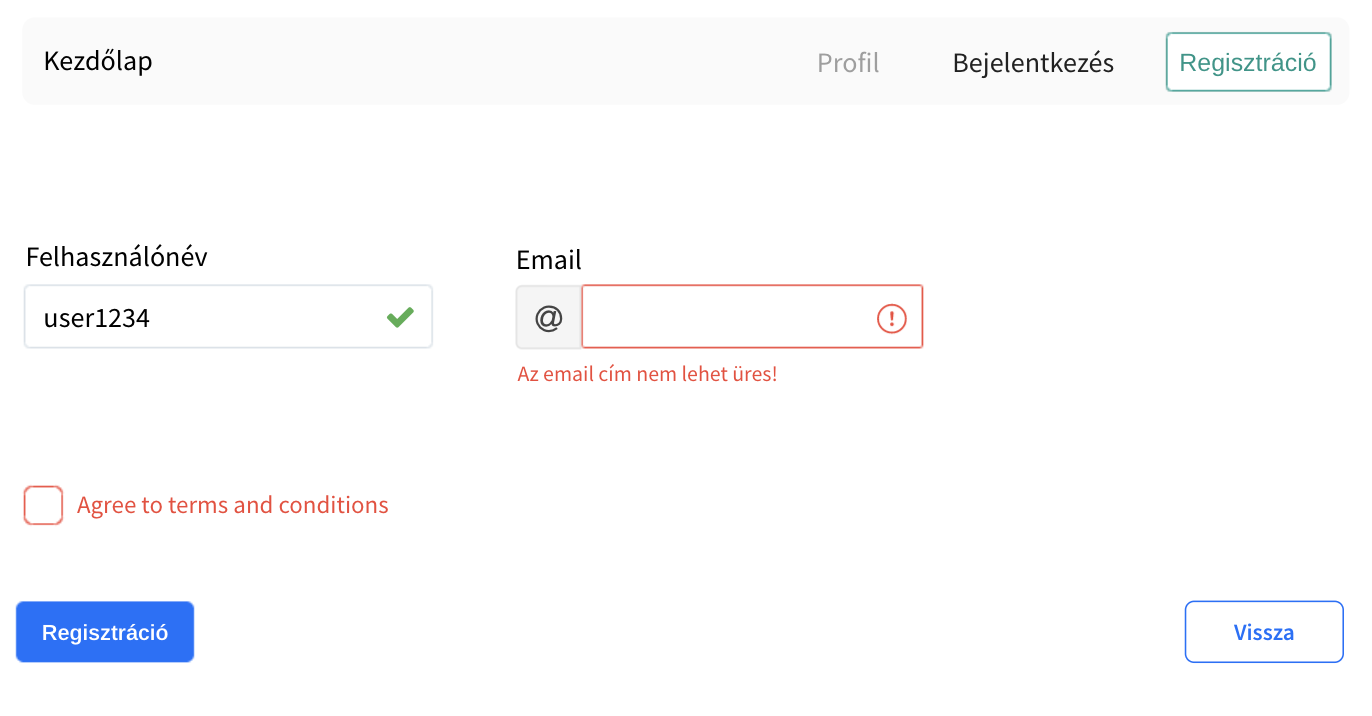 Kezdőlap
Profil
Bejelentkezés
Regisztráció
Felhasználónév
Email
user1234
@
Az email cím nem lehet üres!
Agree to terms and conditions
Regisztráció
Vissza